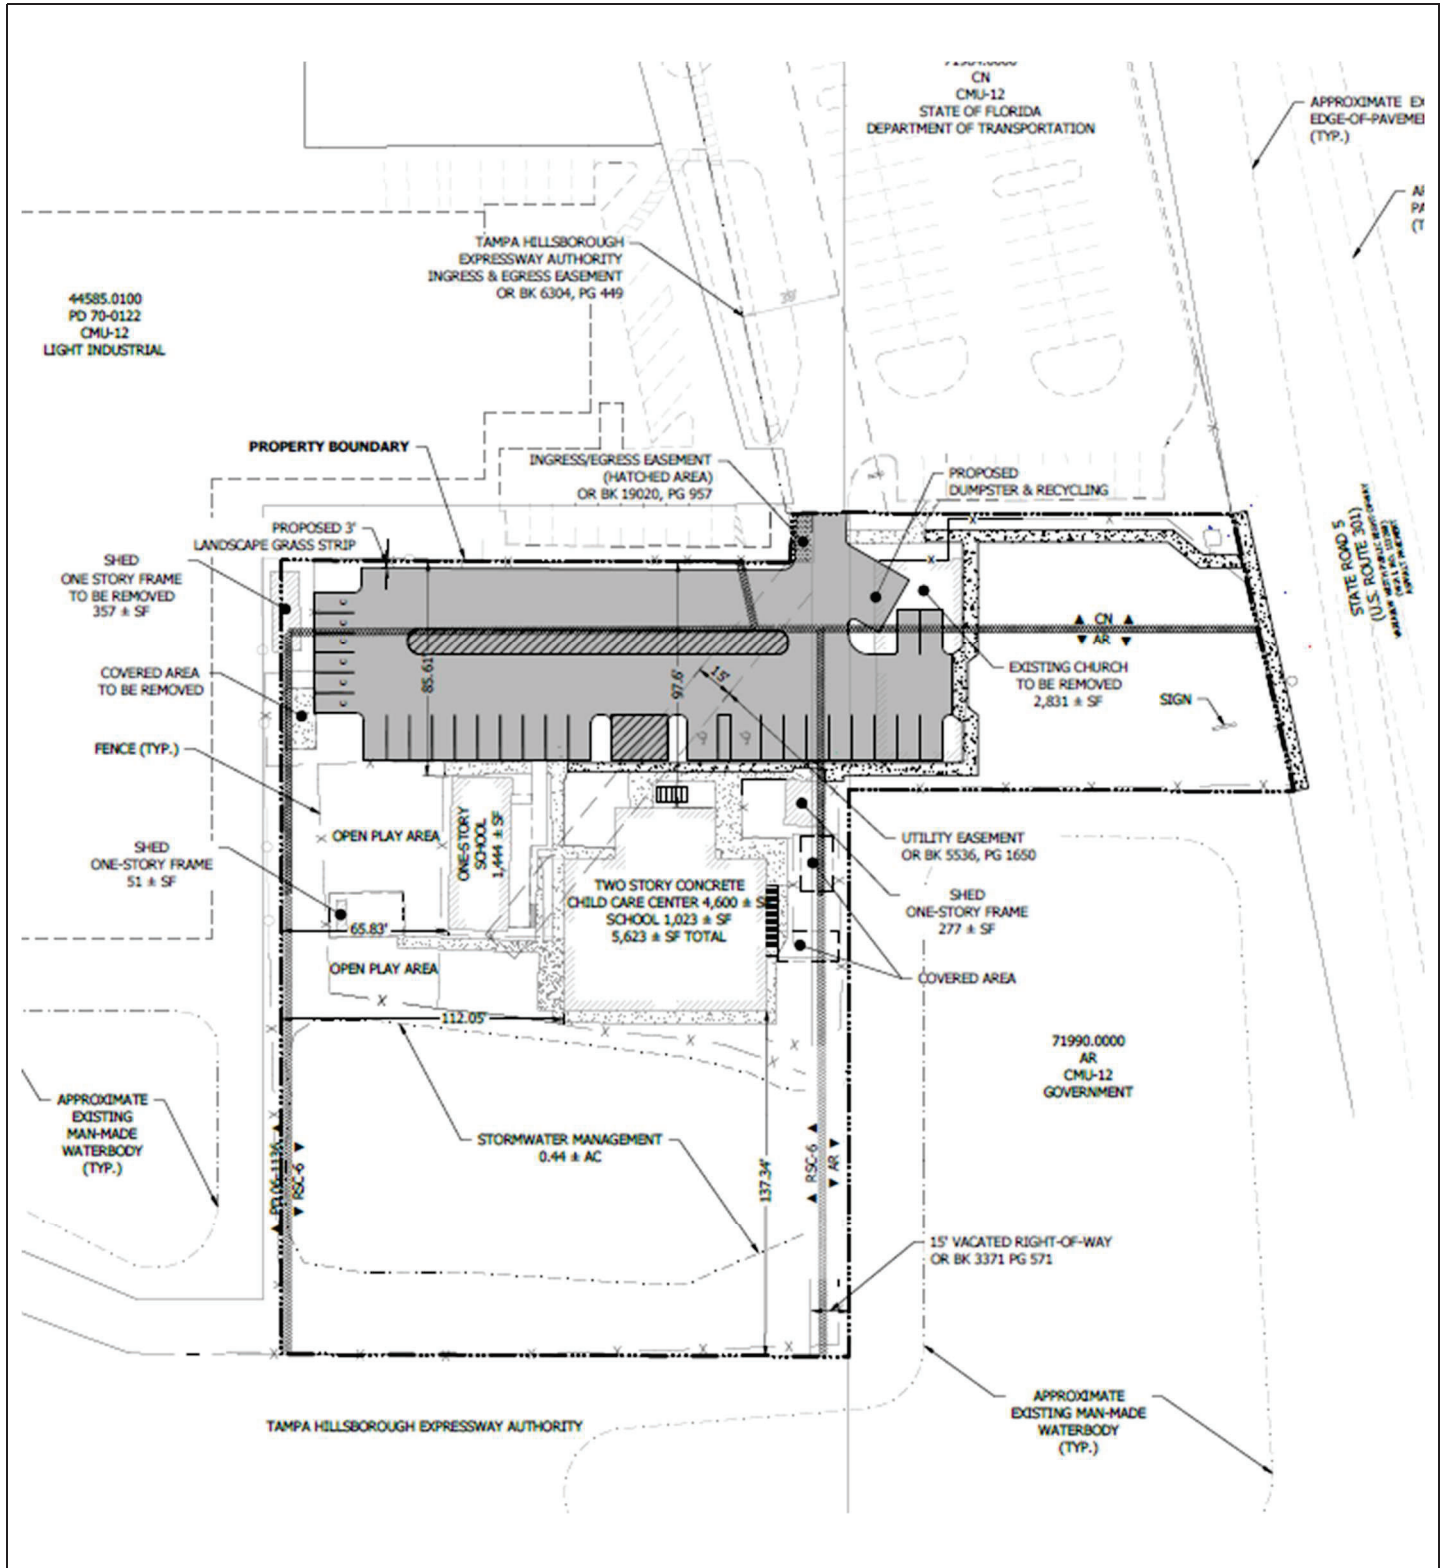 CN
CMU-12
STATE OF FLORIDA
DEPARTMENT OF TRANSPORTATION
APPROXIMATE EX
EDGE-OF-PAVEME
(TYP.)
TAMPA HILLSBOROUGH
EXPRESSWAY AUTHORITY
INGRESS & EGRESS EASEMENT
OR BK 6304, PG 449
44585.0100
PD 70-0122
CMU-12
LIGHT INDUSTRIAL
PROPERTY BOUNDARY
INGRESS/EGRESS EASEMENT
(HATCHED AREA)
OR BK 19020, PG 957
PROPOSED
DUMPSTER & RECYCLING
PROPOSED 3'
LANDSCAPE GRASS STRIP
SHED
ONE STORY FRAME
TO BE REMOVED
357 ± SF
STATE ROAD 5
(U.S. ROUTE 301)
CN
AR
COVERED AREA
TO BE REMOVED
85.61'
97.6'
15'
EXISTING CHURCH
TO BE REMOVED
2,831 ± SF
SIGN
FENCE (TYP.)
OPEN PLAY AREA
ONE-STORY
SCHOOL
1,444 ± SF
UTILITY EASEMENT
OR BK 5536, PG 1650
SHED
ONE-STORY FRAME
51 ± SF
TWO STORY CONCRETE
CHILD CARE CENTER 4,600 ± S
SCHOOL 1,023 ± SF
5,623 ± SF TOTAL
SHED
ONE-STORY FRAME
277 ± SF
65.83'
OPEN PLAY AREA
COVERED AREA
112.05'
71990.0000
AR
CMU-12
GOVERNMENT
APPROXIMATE
EXISTING
MAN-MADE
WATERBODY
(TYP.)
STORMWATER MANAGEMENT
0.44 ± AC
RSC-6
137.34'
RSC-6
AR
15' VACATED RIGHT-OF-WAY
OR BK 3371 PG 571
TAMPA HILLSBOROUGH EXPRESSWAY AUTHORITY
APPROXIMATE
EXISTING MAN-MADE
WATERBODY
(TYP.)